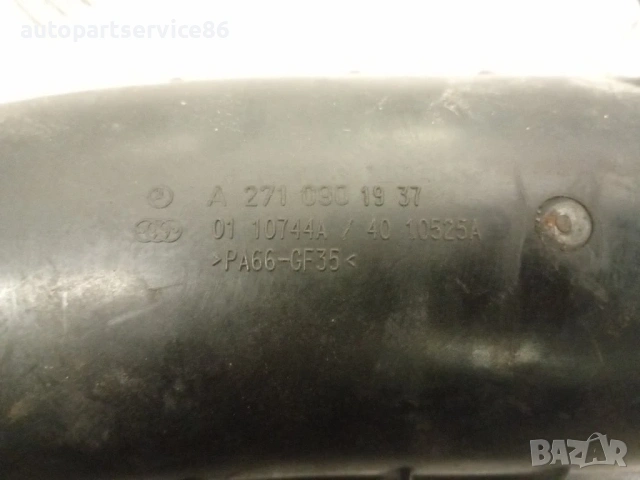 autopartservice86
A 271 030 19 37
01 10744A / 40 10525A
>PA66-GF35<
BAZAR